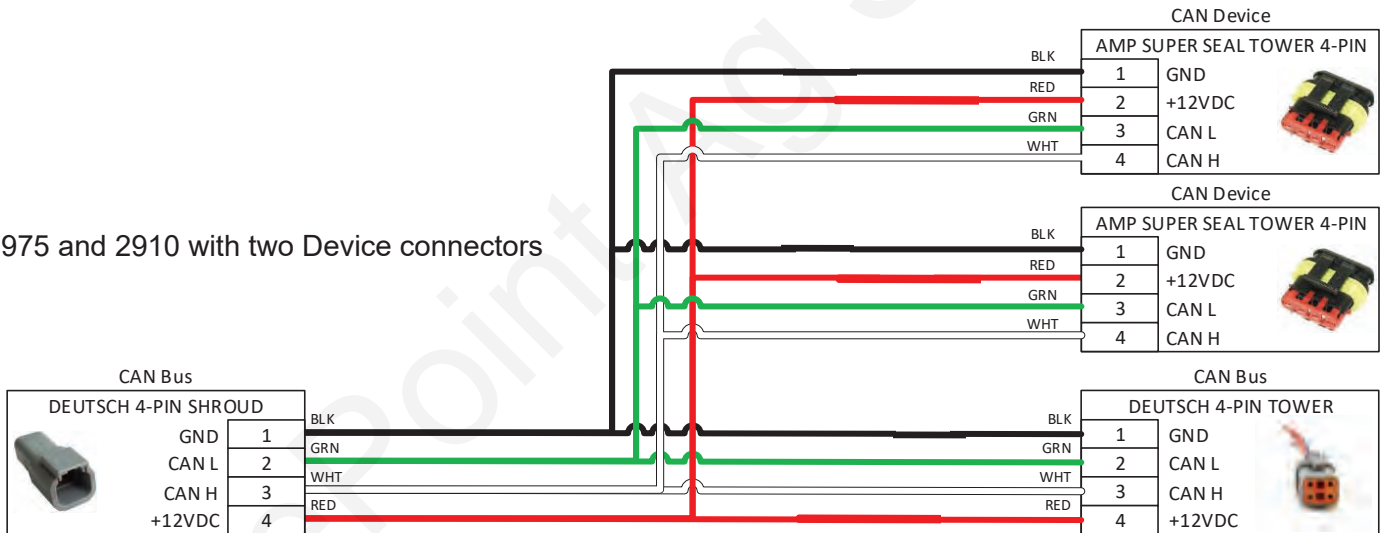 CAN Device
AMP SUPER SEAL TOWER 4-PIN
BLK 1 GND
RED 2 +12VDC
GRN 3 CAN L
WHT 4 CAN H
CAN Device
AMP SUPER SEAL TOWER 4-PIN
975 and 2910 with two Device connectors
BLK 1 GND
RED 2 +12VDC
GRN 3 CAN L
WHT 4 CAN H
CAN Bus
DEUTSCH 4-PIN SHROUD
GND 1 BLK
CAN L 2 GRN
CAN H 3 WHT
+12VDC 4 RED
CAN Bus
DEUTSCH 4-PIN TOWER
BLK 1 GND
GRN 2 CAN L
WHT 3 CAN H
RED 4 +12VDC
Point Ag